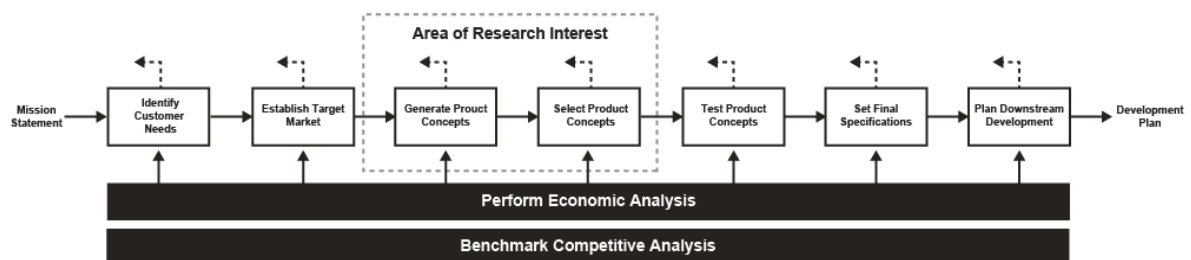 Area of Research Interest
Mission
Statement
Identify
Customer
Needs
Establish Target
Market
Generate Prouct
Concepts
Select Product
Concepts
Test Product
Concepts
Set Final
Specifications
Plan Downstream
Development
Development
Plan
Perform Economic Analysis
Benchmark Competitive Analysis